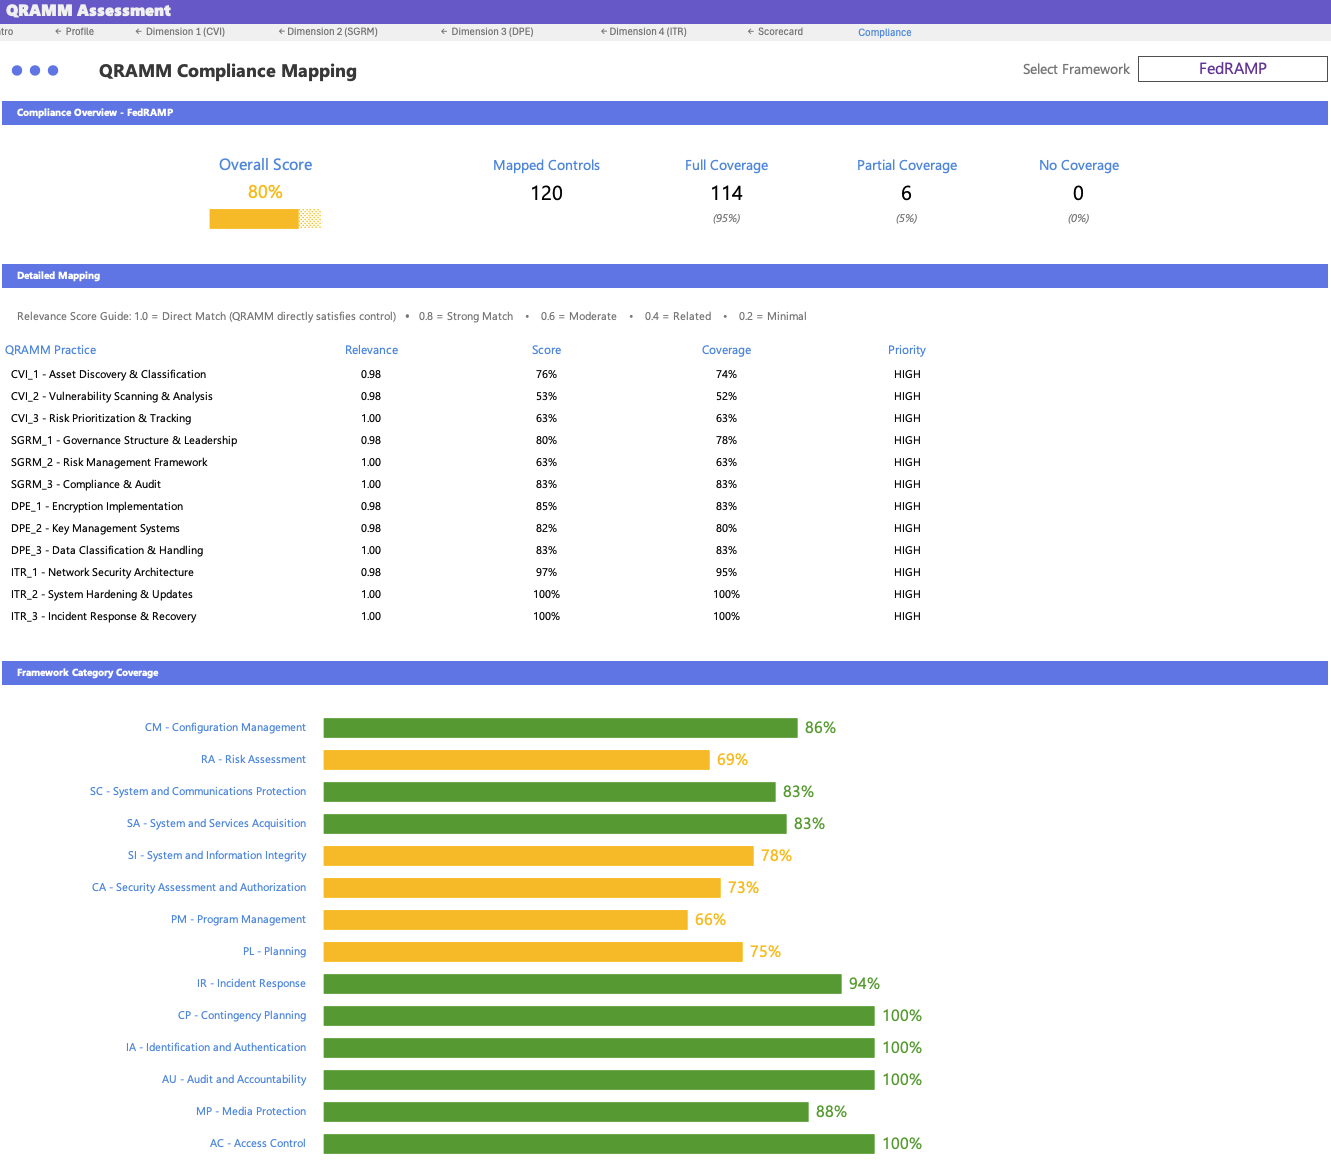 QRAMM Assessment
ntro ← Profile ← Dimension 1 (CVI) ← Dimension 2 (SGRM) ← Dimension 3 (DPE) ← Dimension 4 (ITR) ← Scorecard Compliance
QRAMM Compliance Mapping Select Framework FedRAMP
Compliance Overview - FedRAMP
Overall Score Mapped Controls Full Coverage Partial Coverage No Coverage
80% 120 114 6 0
(95%) (5%) (0%)
Detailed Mapping
Relevance Score Guide: 1.0 = Direct Match (QRAMM directly satisfies control) • 0.8 = Strong Match • 0.6 = Moderate • 0.4 = Related • 0.2 = Minimal
QRAMM Practice Relevance Score Coverage Priority
CVI_1 - Asset Discovery & Classification 0.98 76% 74% HIGH
CVI_2 - Vulnerability Scanning & Analysis 0.98 53% 52% HIGH
CVI_3 - Risk Prioritization & Tracking 1.00 63% 63% HIGH
SGRM_1 - Governance Structure & Leadership 0.98 80% 78% HIGH
SGRM_2 - Risk Management Framework 1.00 63% 63% HIGH
SGRM_3 - Compliance & Audit 1.00 83% 83% HIGH
DPE_1 - Encryption Implementation 0.98 85% 83% HIGH
DPE_2 - Key Management Systems 0.98 82% 80% HIGH
DPE_3 - Data Classification & Handling 1.00 83% 83% HIGH
ITR_1 - Network Security Architecture 0.98 97% 95% HIGH
ITR_2 - System Hardening & Updates 1.00 100% 100% HIGH
ITR_3 - Incident Response & Recovery 1.00 100% 100% HIGH
Framework Category Coverage
CM - Configuration Management 86%
RA - Risk Assessment 69%
SC - System and Communications Protection 83%
SA - System and Services Acquisition 83%
SI - System and Information Integrity 78%
CA - Security Assessment and Authorization 73%
PM - Program Management 66%
PL - Planning 75%
IR - Incident Response 94%
CP - Contingency Planning 100%
IA - Identification and Authentication 100%
AU - Audit and Accountability 100%
MP - Media Protection 88%
AC - Access Control 100%